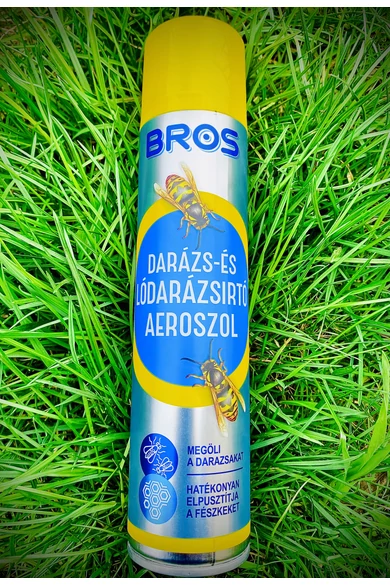 BROS
DARÁZS-ÉS
LÓDARÁZSIRTÓ
AEROSZOL
MEGÖLI
A DARAZSAKAT
HATÉKONYAN
ELPUSZTÍTJA
A FÉSZKEKET